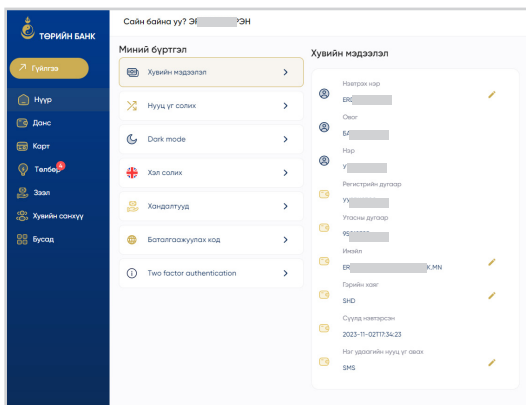 ТӨРИЙН БАНК
Сайн байна уу? Э ЭН
Гүйлгээ
Нүүр
Данс
Карт
Төлбөр 4
Зээл
Хувийн санхүү
Бусад
Миний бүртгэл
Хувийн мэдээлэл
Нууц үг солих
Dark mode
Хэл солих
Хандалтууд
Баталгаажуулах код
Two factor authentication
Хувийн мэдээлэл
Нэвтрэх нэр
ER
Овог
БА
Нэр
У
Регистрийн дугаар
УХ
Утасны дугаар
95
Имэйл
ER K.MN
Гэрийн хаяг
SHD
Сүүлд нэвтэрсэн
2023-11-02T17:34:23
Нэг удаагийн нууц үг авах
SMS